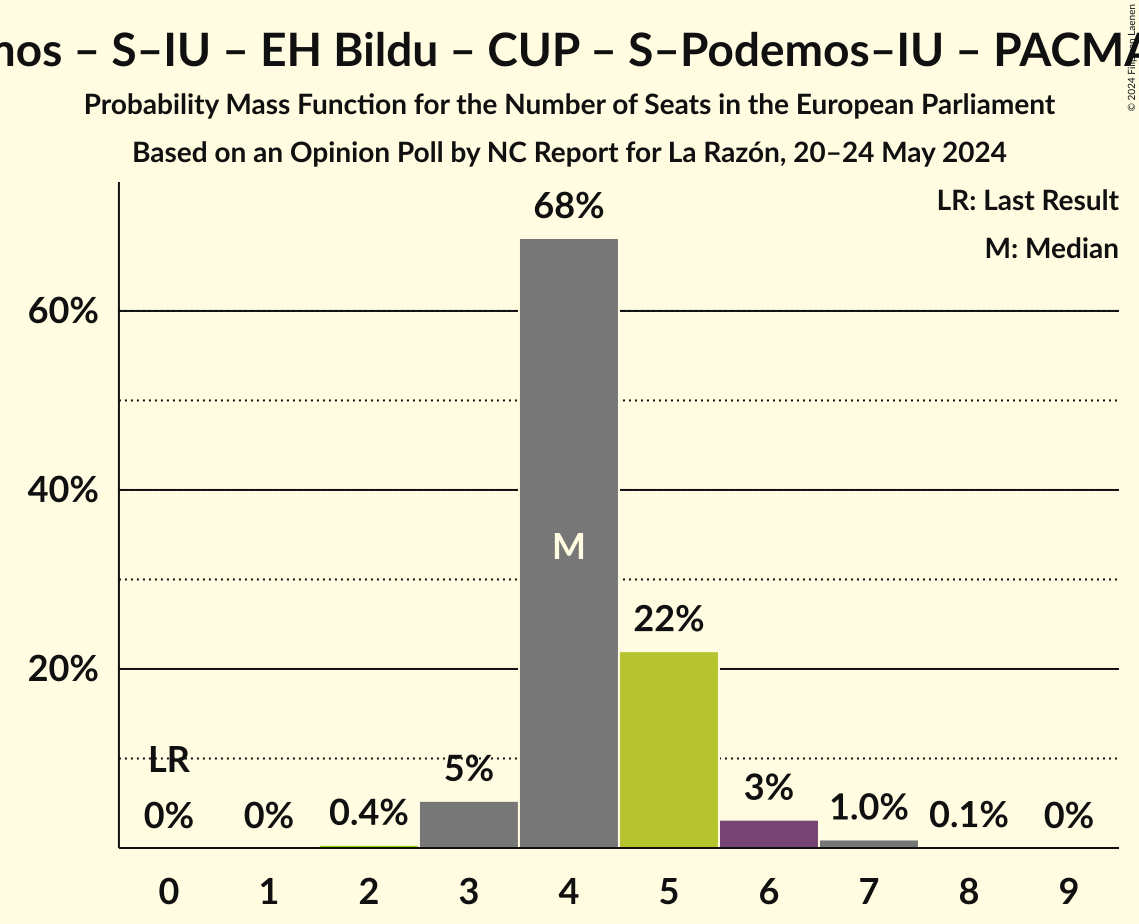 – S–IU – EH Bildu – CUP – S–Podemos–IU –
Probability Mass Function for the Number of Seats in the European Parliament
Based on an Opinion Poll by NC Report for La Razón, 20–24 May 2024
© 2024 Laenen
LR: Last Result
M: Median
68%
60%
40%
M
22%
20%
LR
5%
0% 0% 0.4% 3% 1.0% 0.1% 0%
0 1 2 3 4 5 6 7 8 9